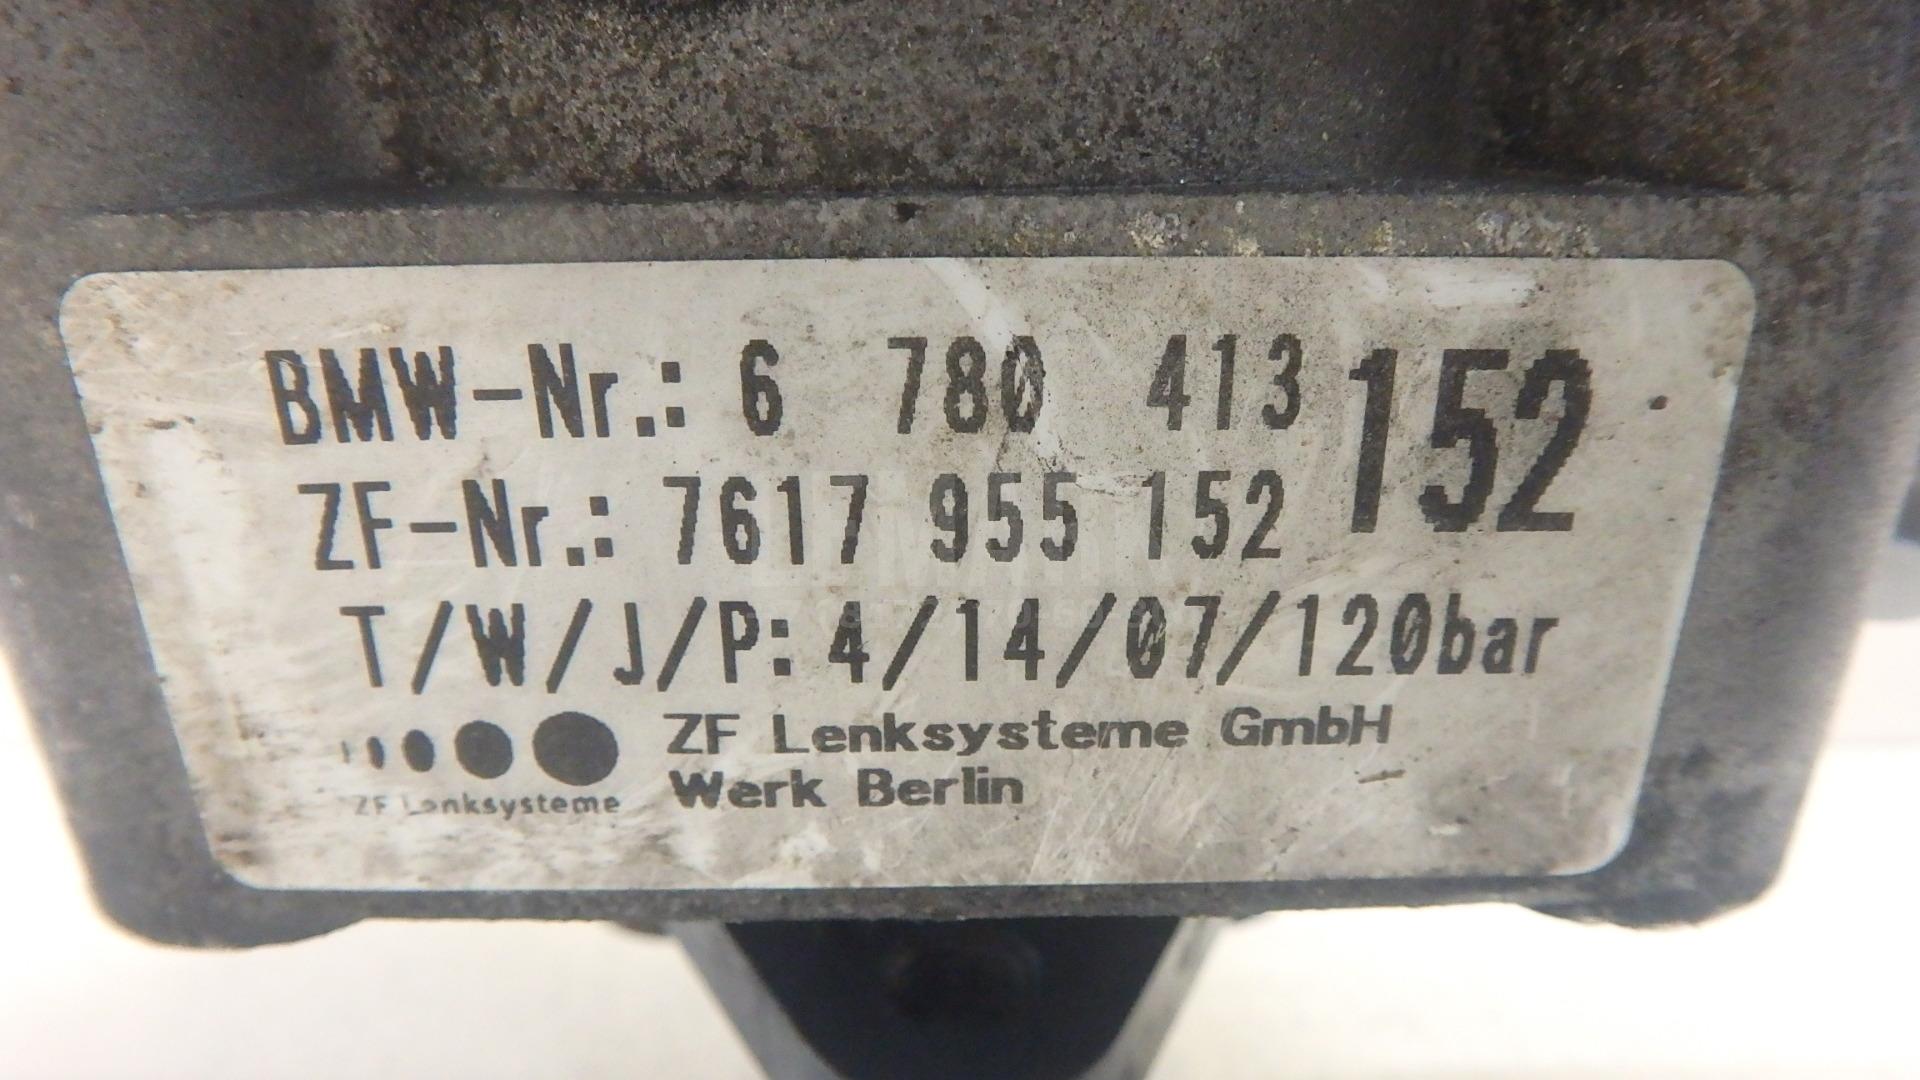 BMW-Nr.: 6 780 413 152
ZF-Nr.: 7617 955 152
T/W/J/P: 4/14/07/120bar
ZF Lenksysteme GmbH
Werk Berlin
ZF Lenksysteme